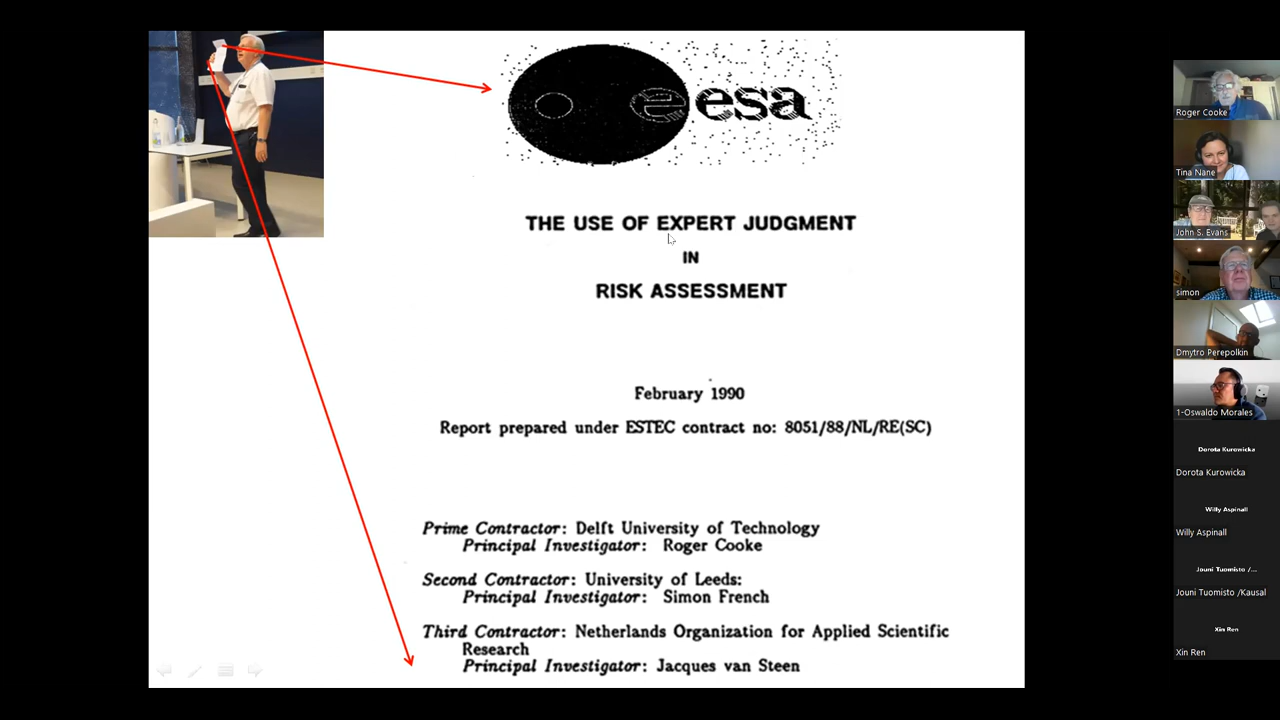 esa
THE USE OF EXPERT JUDGMENT
IN
RISK ASSESSMENT
February 1990
Report prepared under ESTEC contract no: 8051/88/NL/RE(SC)
Prime Contractor: Delft University of Technology
Principal Investigator: Roger Cooke
Second Contractor: University of Leeds:
Principal Investigator: Simon French
Third Contractor: Netherlands Organization for Applied Scientific
Research
Principal Investigator: Jacques van Steen
Roger Cooke
Tina Nane
John S. Evans
simon
Dmytro Perepolkin
1-Oswaldo Morales
Dorota Kurowicka
Dorota Kurowicka
Willy Aspinall
Willy Aspinall
Jouni Tuomisto /...
Jouni Tuomisto /Kausal
Xin Ren
Xin Ren